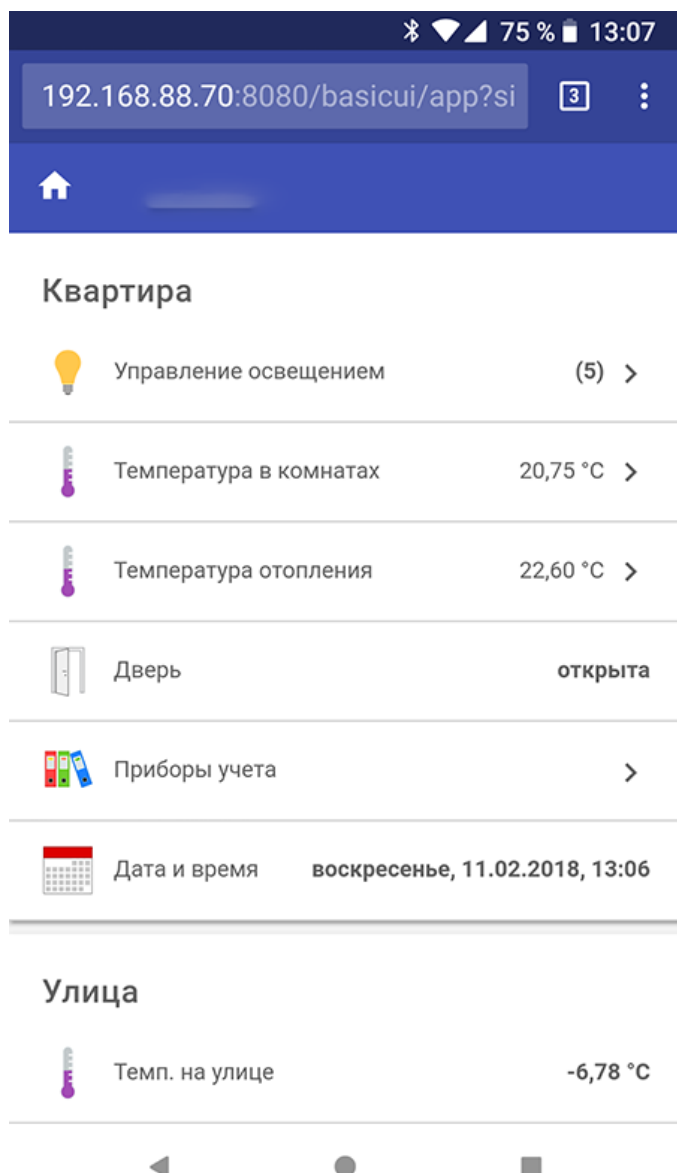 75 % 13:07
192.168.88.70:8080/basicui/app?si 3
Квартира
Управление освещением (5)
Температура в комнатах 20,75 °C
Температура отопления 22,60 °C
Дверь открыта
Приборы учета
Дата и время воскресенье, 11.02.2018, 13:06
Улица
Темп. на улице -6,78 °C